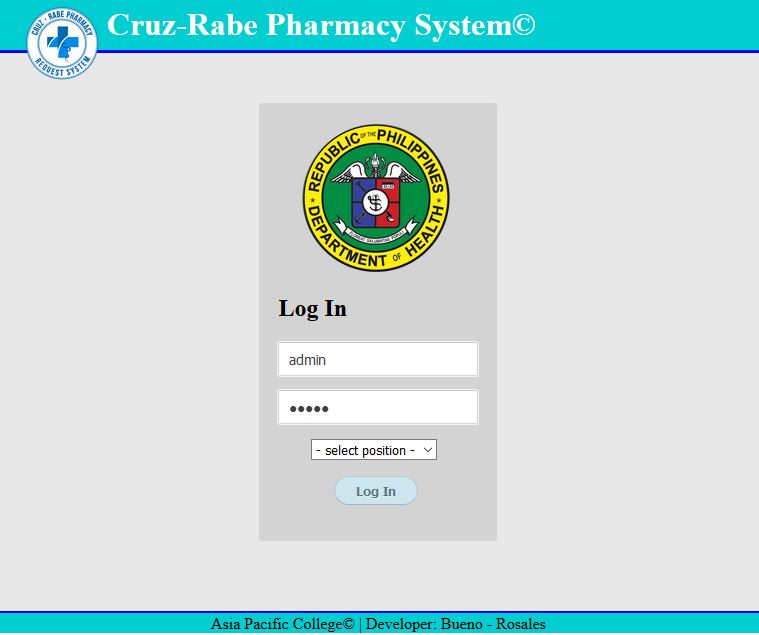 CRUZ - RABE PHARMACY
REQUEST SYSTEM
Cruz-Rabe Pharmacy System©
REPUBLIC OF THE PHILIPPINES
DEPARTMENT OF HEALTH
Log In
admin
●●●●●
- select position -
Log In
Asia Pacific College© | Developer: Bueno - Rosales